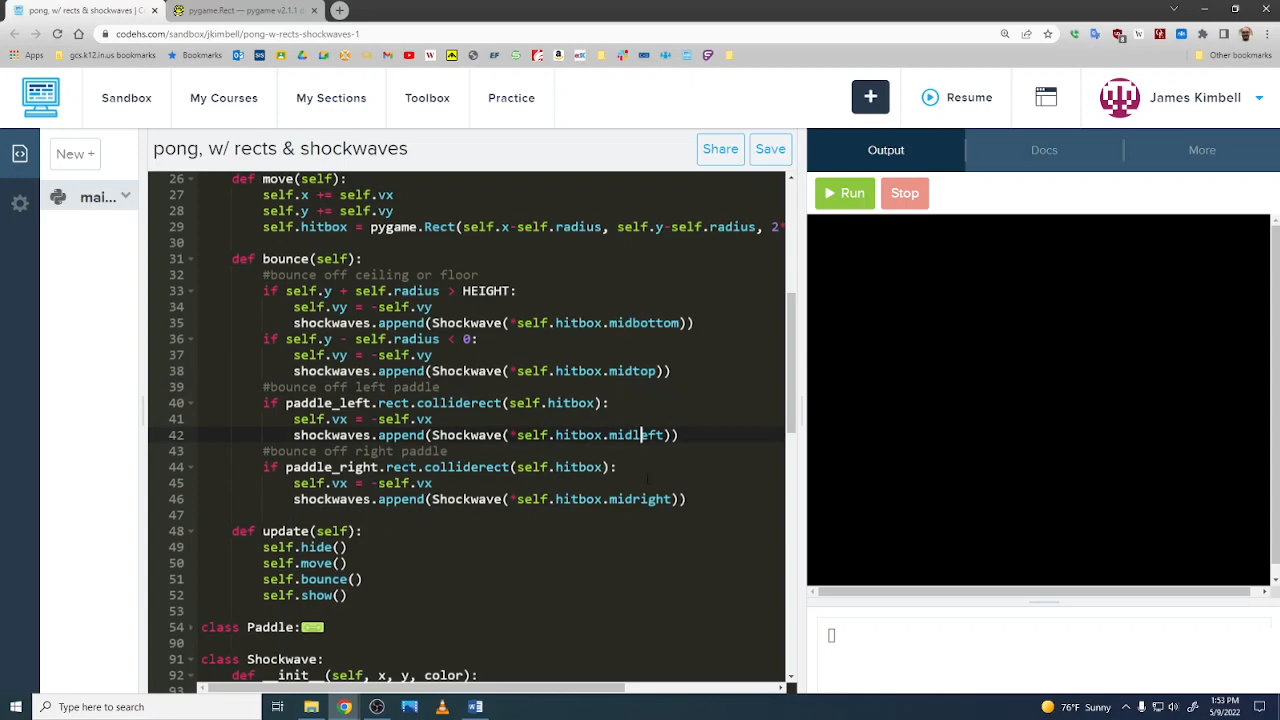 pong, w/ rects & shockwaves | C
pygame.Rect — pygame v2.1.1 d
codehs.com/sandbox/jkimbell/pong-w-rects-shockwaves-1
Apps
gsck12.in Bookmarks
Bookmarks
Other bookmarks
Sandbox
My Courses
My Sections
Toolbox
Practice
+
Resume
James Kimbell
New +
pong, w/ rects & shockwaves
Share
Save
Output
Docs
More
mai...
Run
Stop
26 def move(self):
27 self.x += self.vx
28 self.y += self.vy
29 self.hitbox = pygame.Rect(self.x-self.radius, self.y-self.radius, 2*
30
31 def bounce(self):
32 #bounce off ceiling or floor
33 if self.y + self.radius > HEIGHT:
34 self.vy = -self.vy
35 shockwaves.append(Shockwave(*self.hitbox.midbottom))
36 if self.y - self.radius < 0:
37 self.vy = -self.vy
38 shockwaves.append(Shockwave(*self.hitbox.midtop))
39 #bounce off left paddle
40 if paddle_left.rect.colliderect(self.hitbox):
41 self.vx = -self.vx
42 shockwaves.append(Shockwave(*self.hitbox.midleft))
43 #bounce off right paddle
44 if paddle_right.rect.colliderect(self.hitbox):
45 self.vx = -self.vx
46 shockwaves.append(Shockwave(*self.hitbox.midright))
47
48 def update(self):
49 self.hide()
50 self.move()
51 self.bounce()
52 self.show()
53
54 class Paddle:
90
91 class Shockwave:
92 def __init__(self, x, y, color):
93
Type here to search
76°F Sunny
1:53 PM
5/9/2022